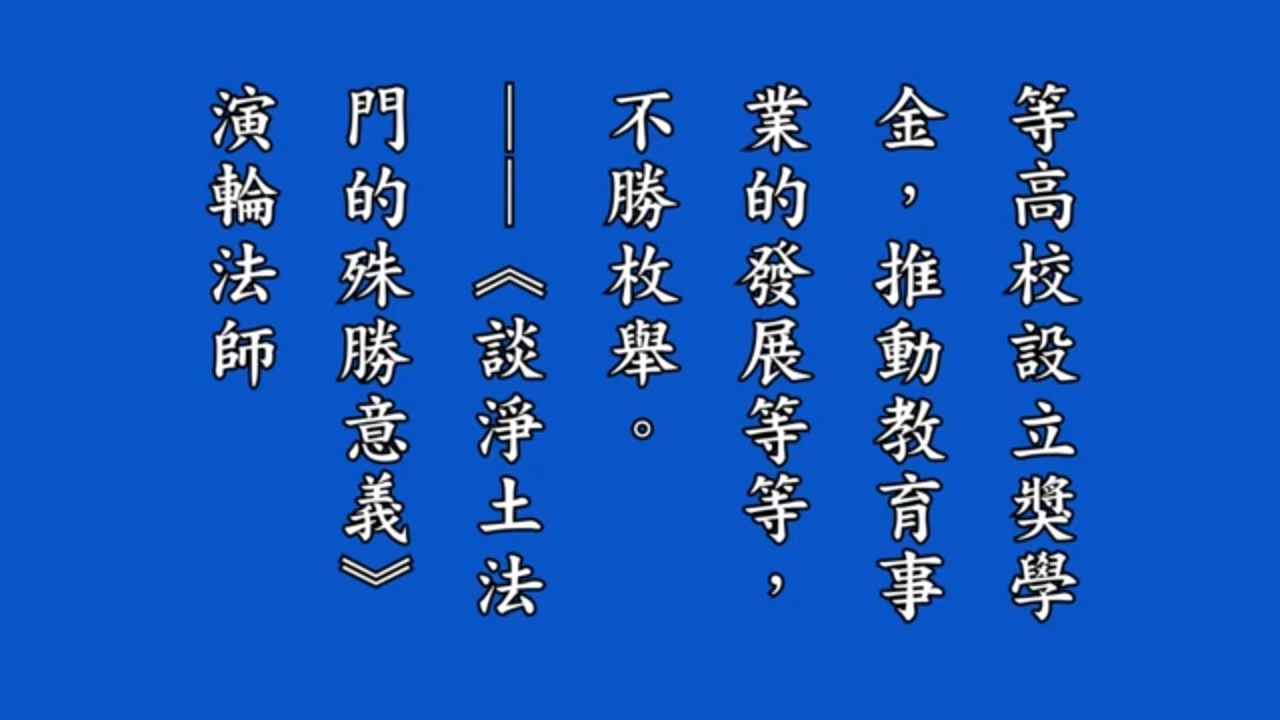 等高校設立獎學
金，推動教育事
業的發展等等，
不勝枚舉。
——《談淨土法
門的殊勝意義》
演輪法師